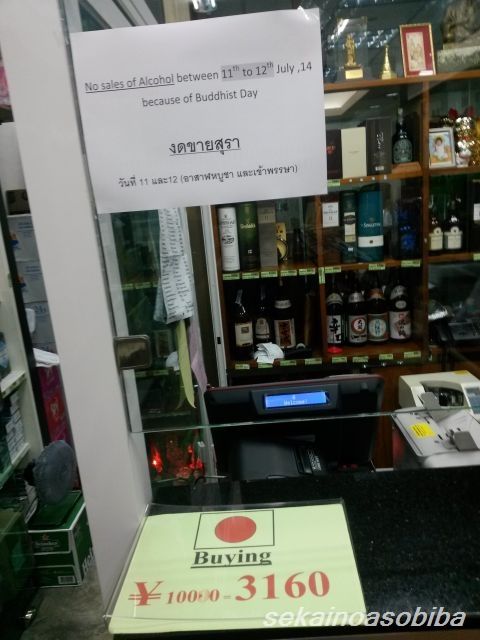 No sales of Alcohol between 11th to 12th July ,14
because of Buddhist Day
งดขายสุรา
วันที่ 11 และ12 (อาสาฬหบูชา และเข้าพรรษา)
Welcome!
Buying
¥ 10000 = 3160
sekainoasobiba